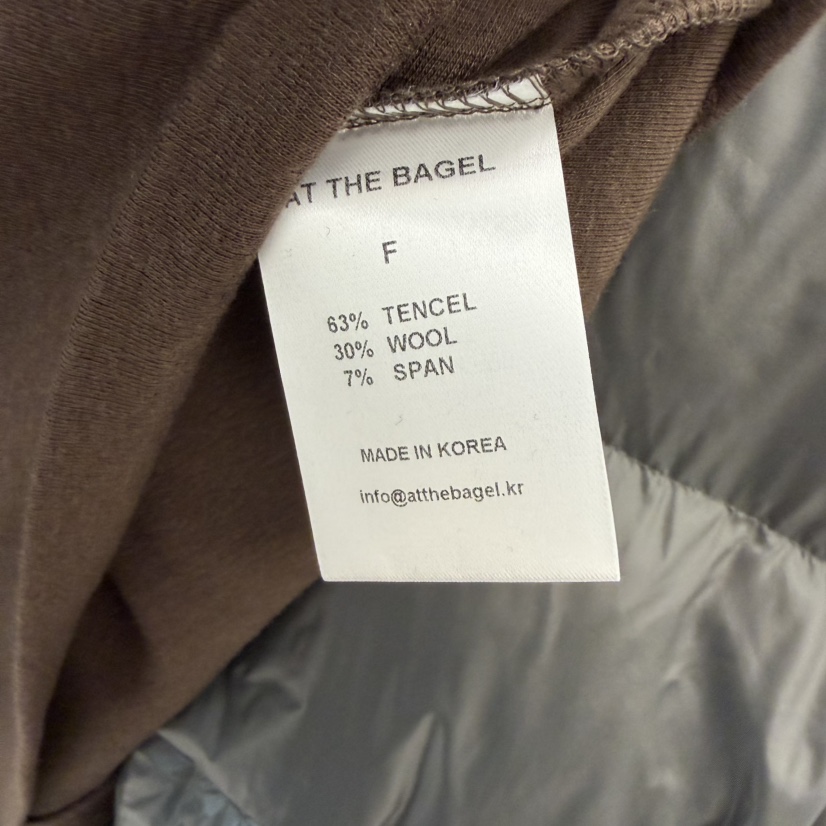 AT THE BAGEL
F
63% TENCEL
30% WOOL
7% SPAN
MADE IN KOREA
info@atthebagel.kr